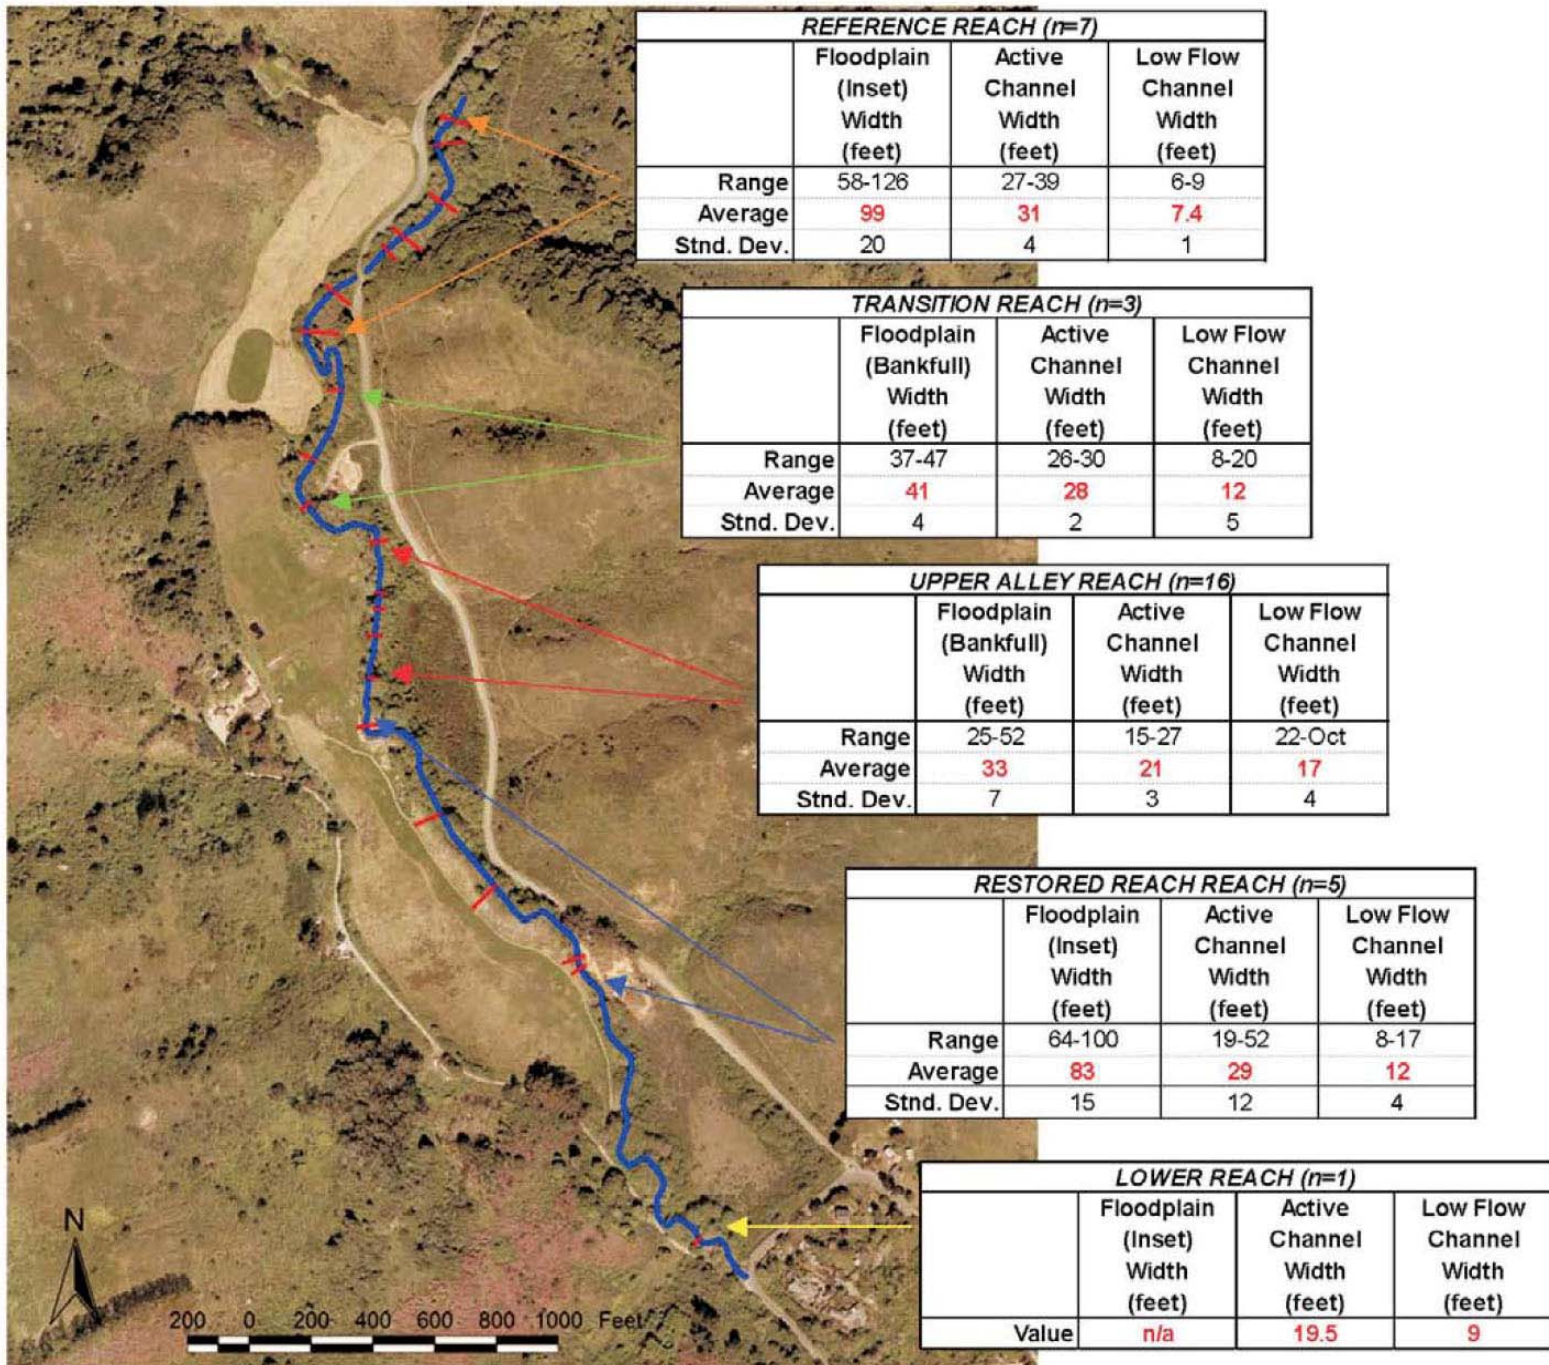 REFERENCE REACH (n=7)
Floodplain (Inset) Width (feet) Active Channel Width (feet) Low Flow Channel Width (feet)
Range 58-126 27-39 6-9
Average 99 31 7.4
Stnd. Dev. 20 4 1
TRANSITION REACH (n=3)
Floodplain (Bankfull) Width (feet) Active Channel Width (feet) Low Flow Channel Width (feet)
Range 37-47 26-30 8-20
Average 41 28 12
Stnd. Dev. 4 2 5
UPPER ALLEY REACH (n=16)
Floodplain (Bankfull) Width (feet) Active Channel Width (feet) Low Flow Channel Width (feet)
Range 25-52 15-27 22-Oct
Average 33 21 17
Stnd. Dev. 7 3 4
RESTORED REACH REACH (n=5)
Floodplain (Inset) Width (feet) Active Channel Width (feet) Low Flow Channel Width (feet)
Range 64-100 19-52 8-17
Average 83 29 12
Stnd. Dev. 15 12 4
LOWER REACH (n=1)
Floodplain (Inset) Width (feet) Active Channel Width (feet) Low Flow Channel Width (feet)
Value n/a 19.5 9
N
200 0 200 400 600 800 1000 Feet